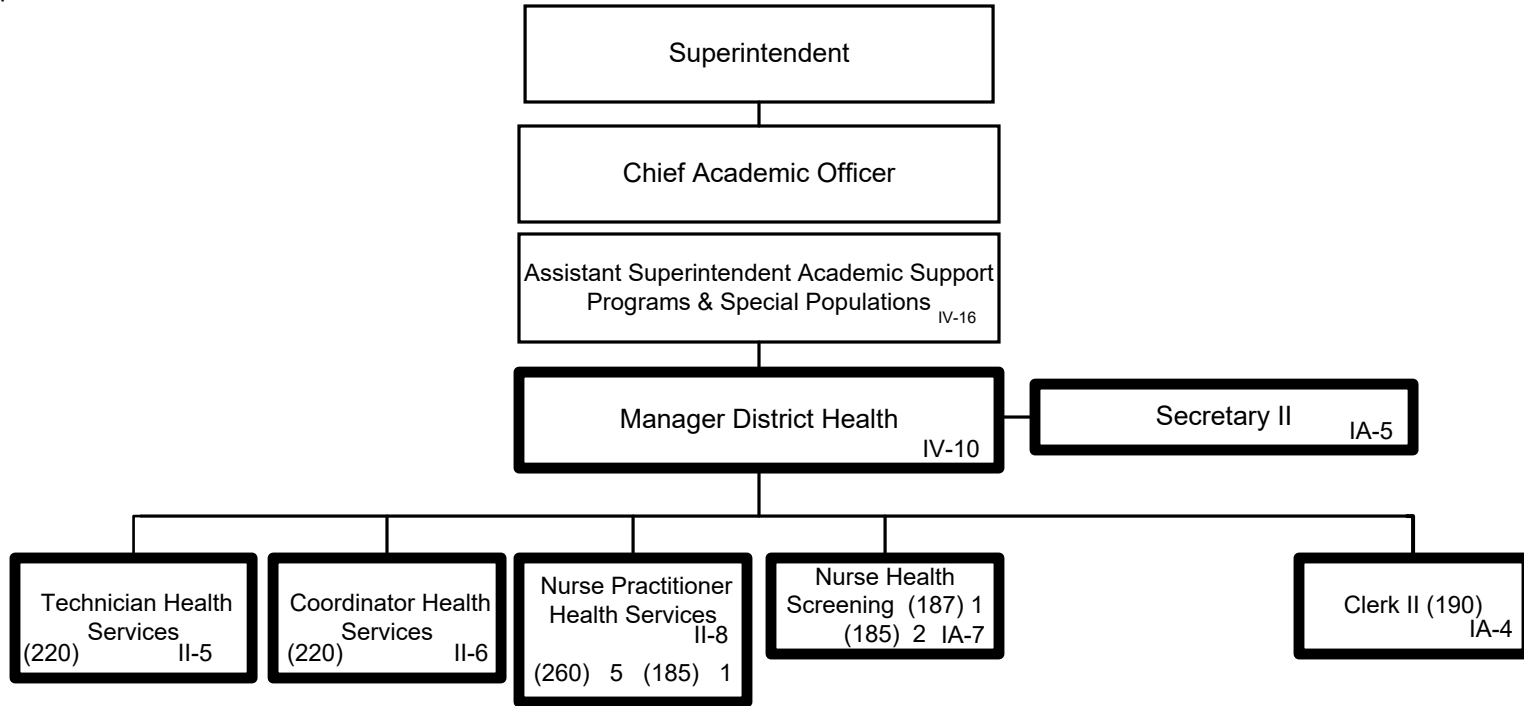 Superintendent
Chief Academic Officer
Assistant Superintendent Academic Support
Programs & Special Populations IV-16
Manager District Health
IV-10
Secretary II
IA-5
Technician Health
Services
(220) II-5
Coordinator Health
Services
(220) II-6
Nurse Practitioner
Health Services
II-8
(260) 5 (185) 1
Nurse Health
Screening (187) 1
(185) 2 IA-7
Clerk II (190)
IA-4